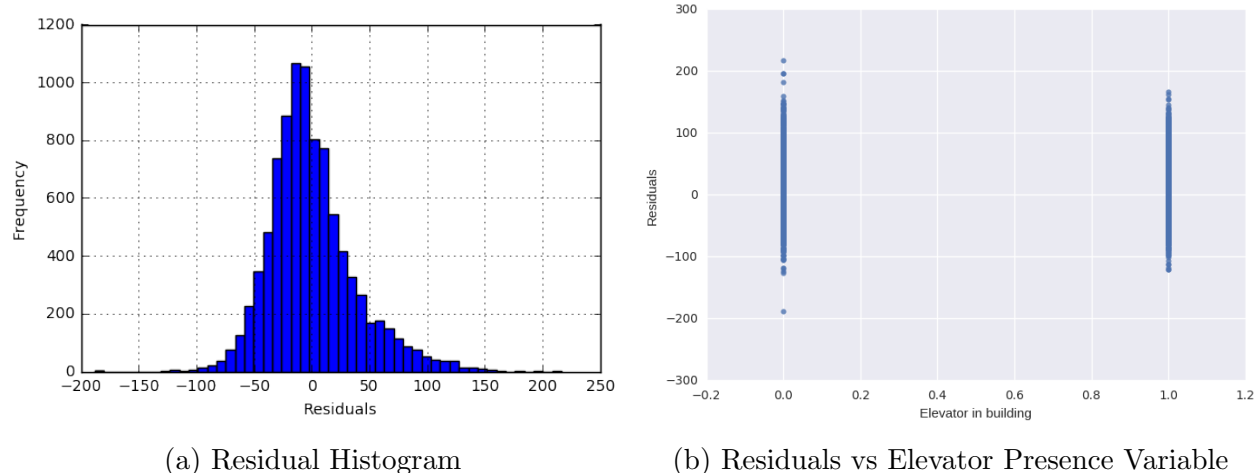 1200
1000
800
600
400
200
0
Frequency
−200 −150 −100 −50 0 50 100 150 200 250
Residuals
(a) Residual Histogram
300
200
100
0
−100
−200
−300
Residuals
−0.2 0.0 0.2 0.4 0.6 0.8 1.0 1.2
Elevator in building
(b) Residuals vs Elevator Presence Variable